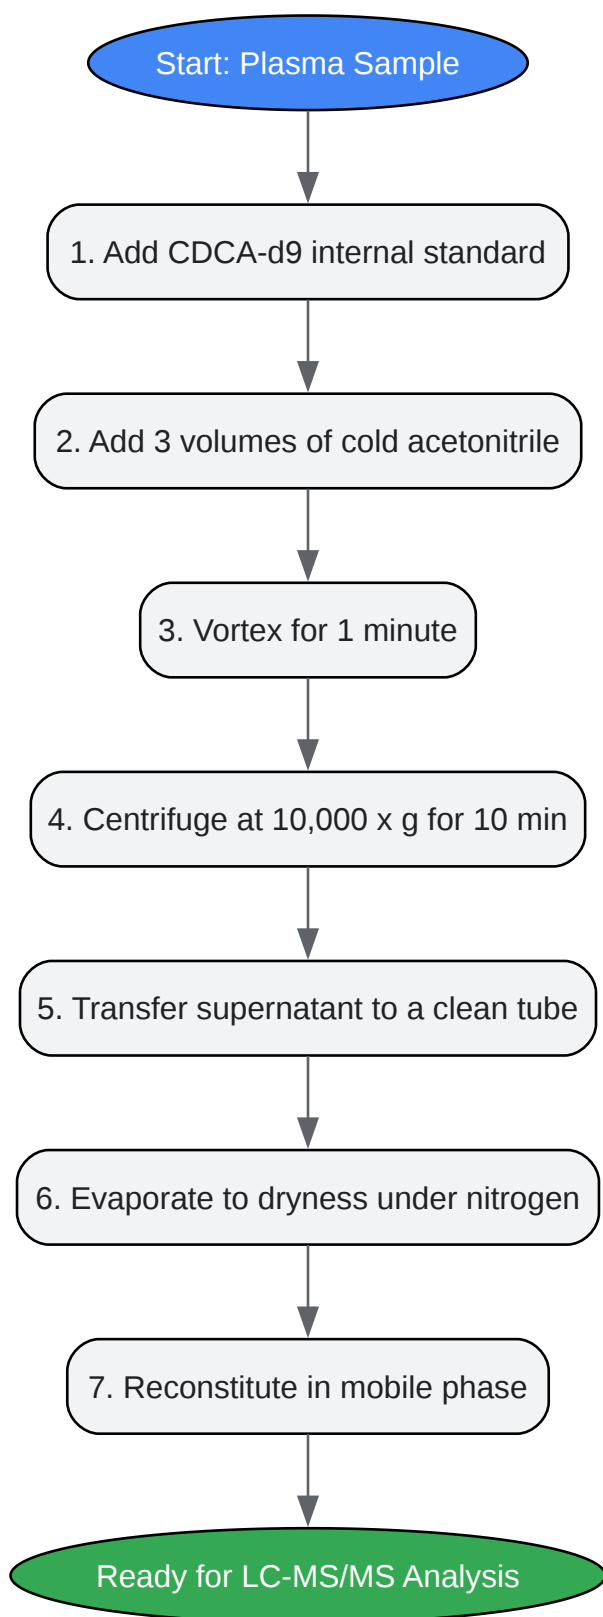 Start: Plasma Sample
1. Add CDCA-d9 internal standard
2. Add 3 volumes of cold acetonitrile
3. Vortex for 1 minute
4. Centrifuge at 10,000 x g for 10 min
5. Transfer supernatant to a clean tube
6. Evaporate to dryness under nitrogen
7. Reconstitute in mobile phase
Ready for LC-MS/MS Analysis